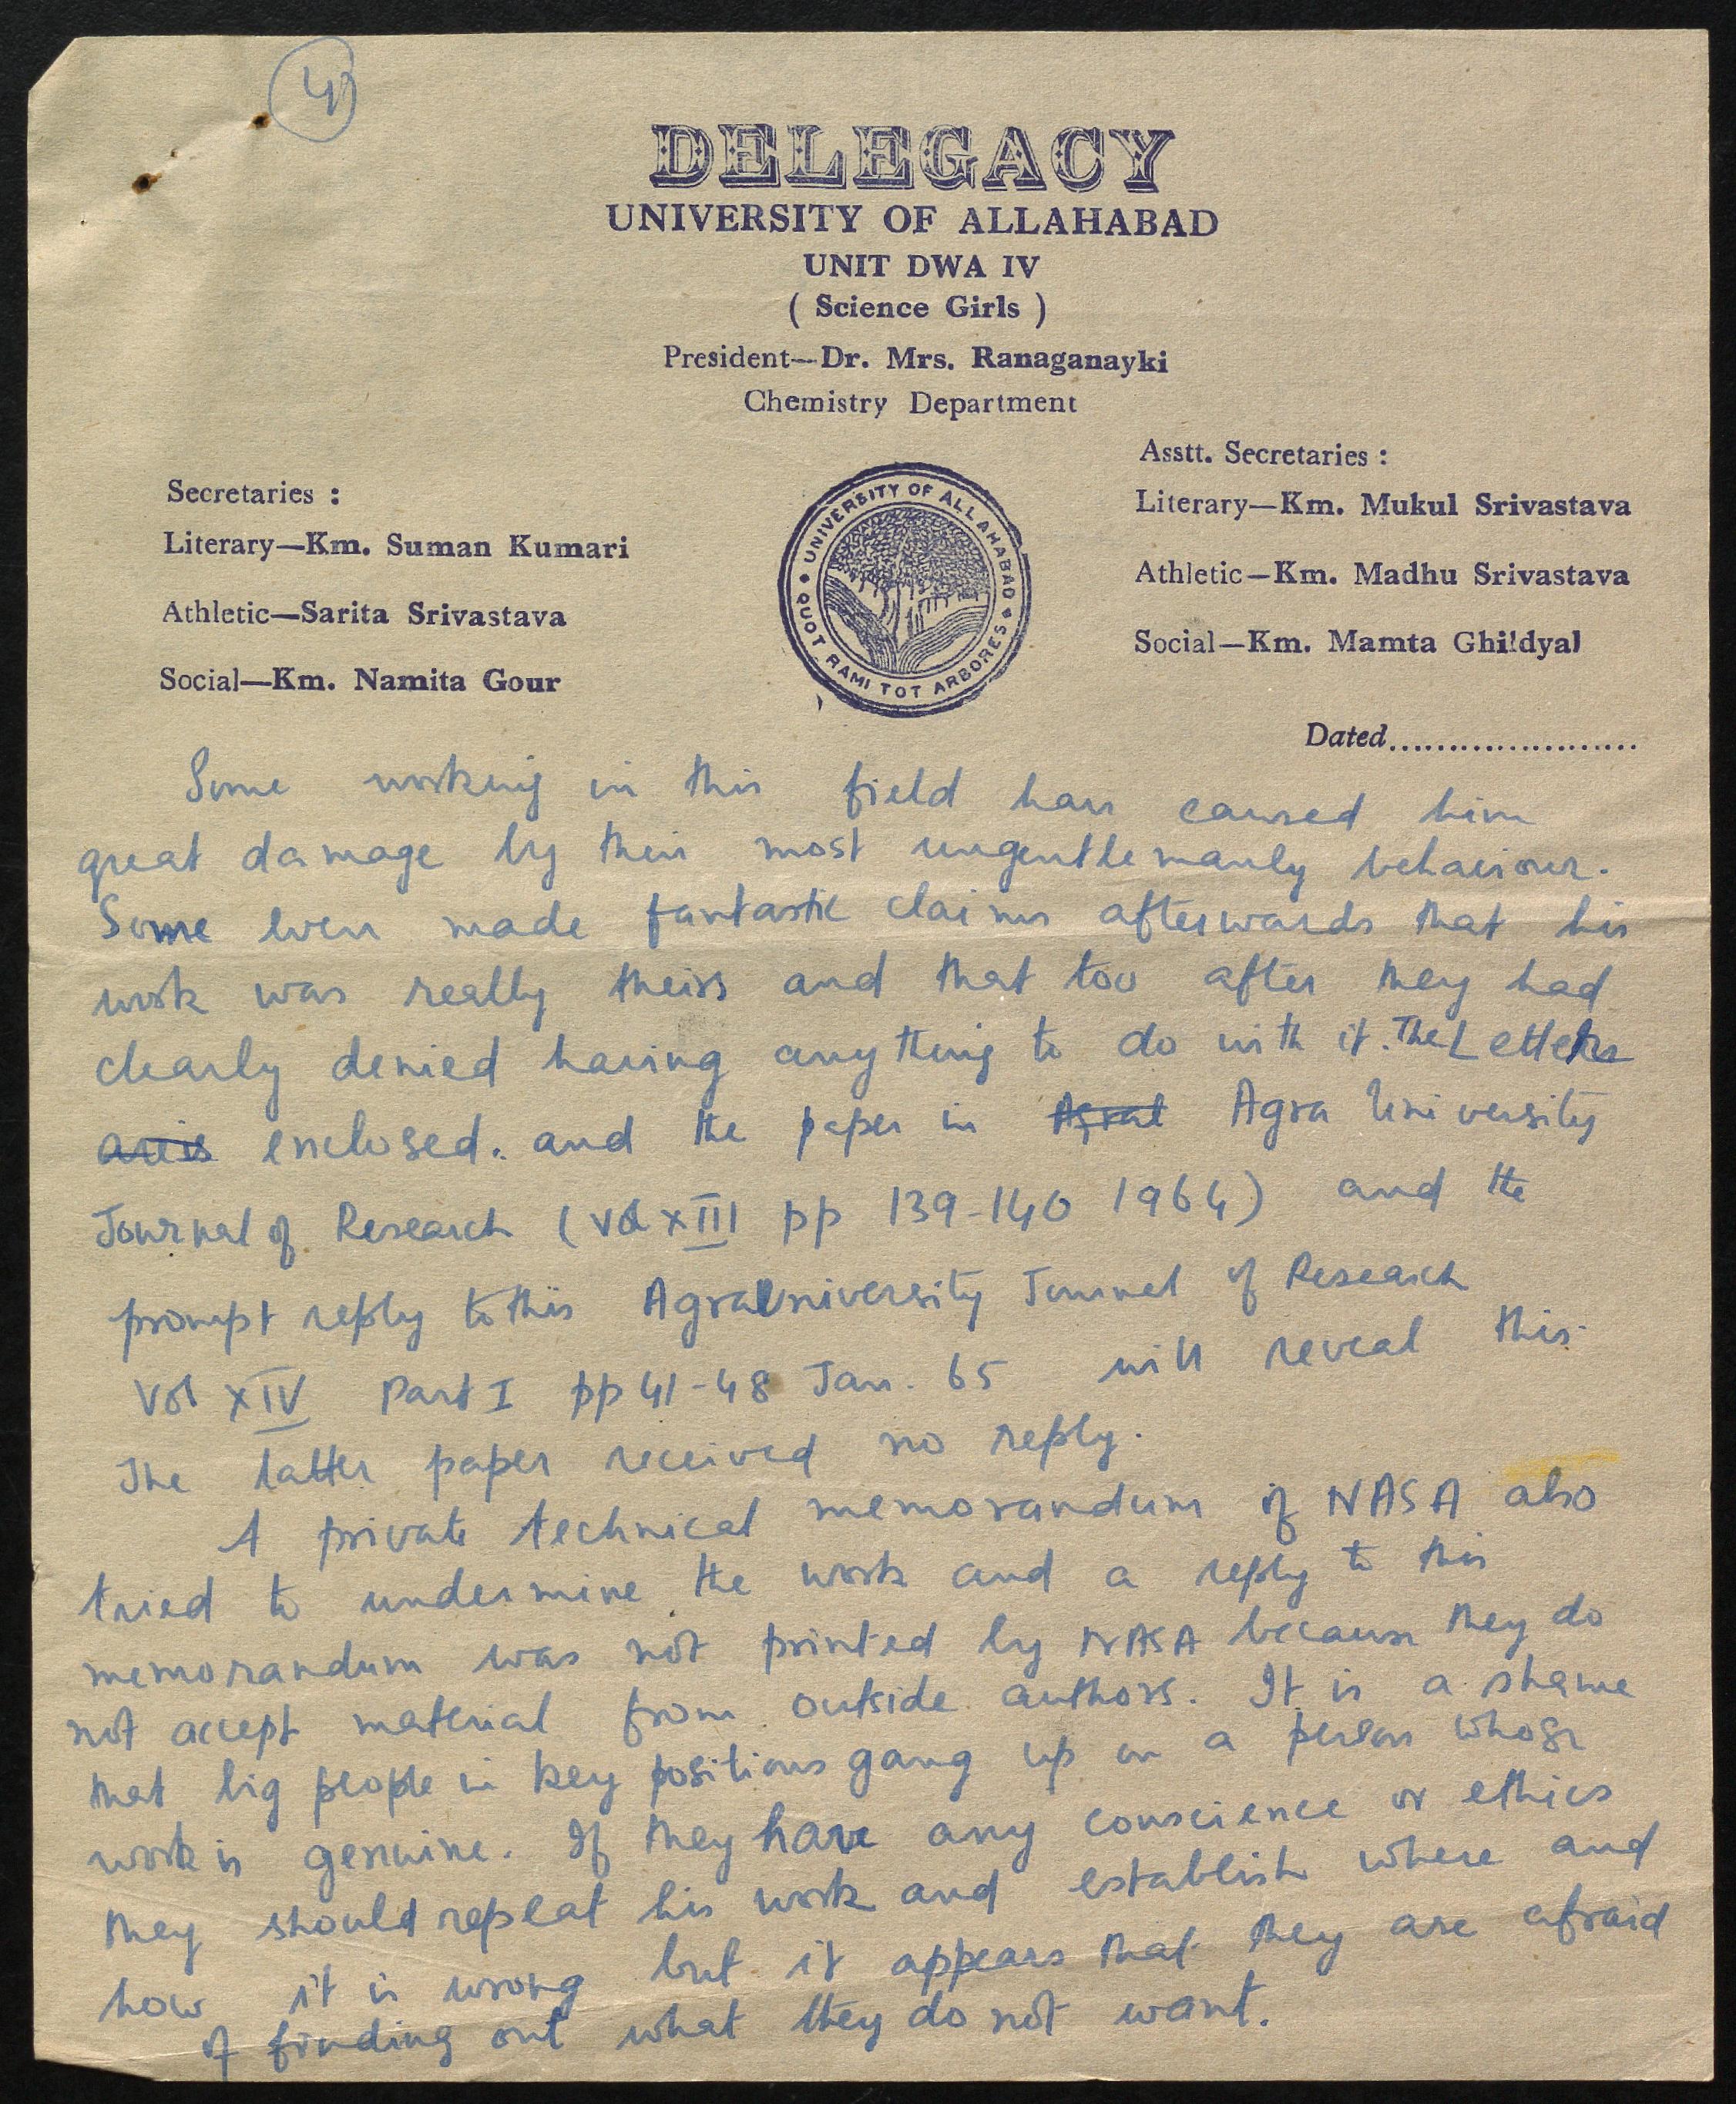 4
DELEGACY
UNIVERSITY OF ALLAHABAD
UNIT DWA IV
( Science Girls )
President—Dr. Mrs. Ranaganayki
Chemistry Department
Secretaries :
Literary—Km. Suman Kumari
Athletic—Sarita Srivastava
Social—Km. Namita Gour
UNIVERSITY OF ALLAHABAD
QUOT RAMI TOT ARBORES
Asstt. Secretaries :
Literary—Km. Mukul Srivastava
Athletic—Km. Madhu Srivastava
Social—Km. Mamta Ghildyal
Dated......................
Some working in this field have caused him
great damage by their most ungentlemanly behaviour.
Some even made fantastic claims afterwards that his
work was really theirs and that too after they had
clearly denied having anything to do with it. The Letters
enclosed. and the paper in Agra University
Journal of Research (Vol XIII pp 139-140 1964) and the
prompt reply to this Agra University Journal of Research
Vol XIV Part I pp 41-48 Jan. 65 will reveal this.
The latter paper received no reply.
A private technical memorandum of NASA also
tried to undermine the work and a reply to this
memorandum was not printed by NASA because they do
not accept material from outside authors. It is a shame
that big people in key positions gang up on a person whose
work is genuine. If they have any conscience or ethics
they should repeat his work and establish where and
how it is wrong but it appears that they are afraid
of finding out what they do not want.